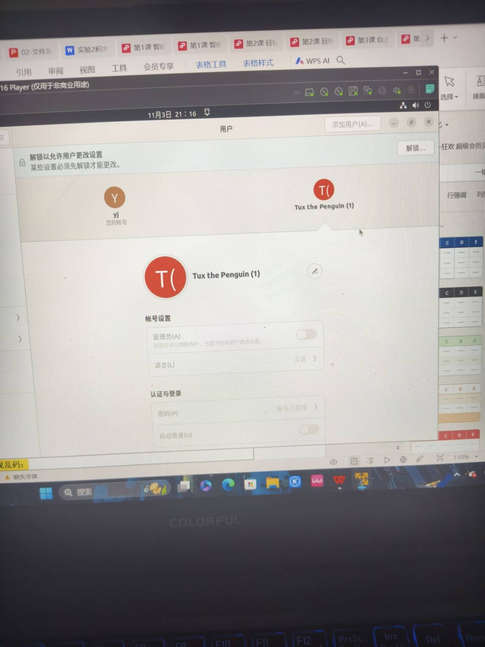 02-文件怎
实验2积木
第1课 智能
第1课 智能
第2课 目标
第2课 目标
第3课 自
第
引用
审阅
视图
工具
会员专享
表格工具
表格样式
WPS AI
16 Player (仅用于非商业用途)
11月3日 21：16
选择
排版
用户
添加用户(A)...
解锁以允许用户更改设置
某些设置必须先解锁才能更改。
解锁...
狂欢 超级会员
行强调
Y
T(
yj
您的帐号
Tux the Penguin (1)
C D E
T(
Tux the Penguin (1)
C D E
帐号设置
管理员(A)
语言(L)
汉语
C D E
认证与登录
密码(P)
C D E
自动登录(U)
现乱码:
缺失字体
110%
搜索
COLORFUL
F9
F10
F11
F12
PrtSc
Ins
Del